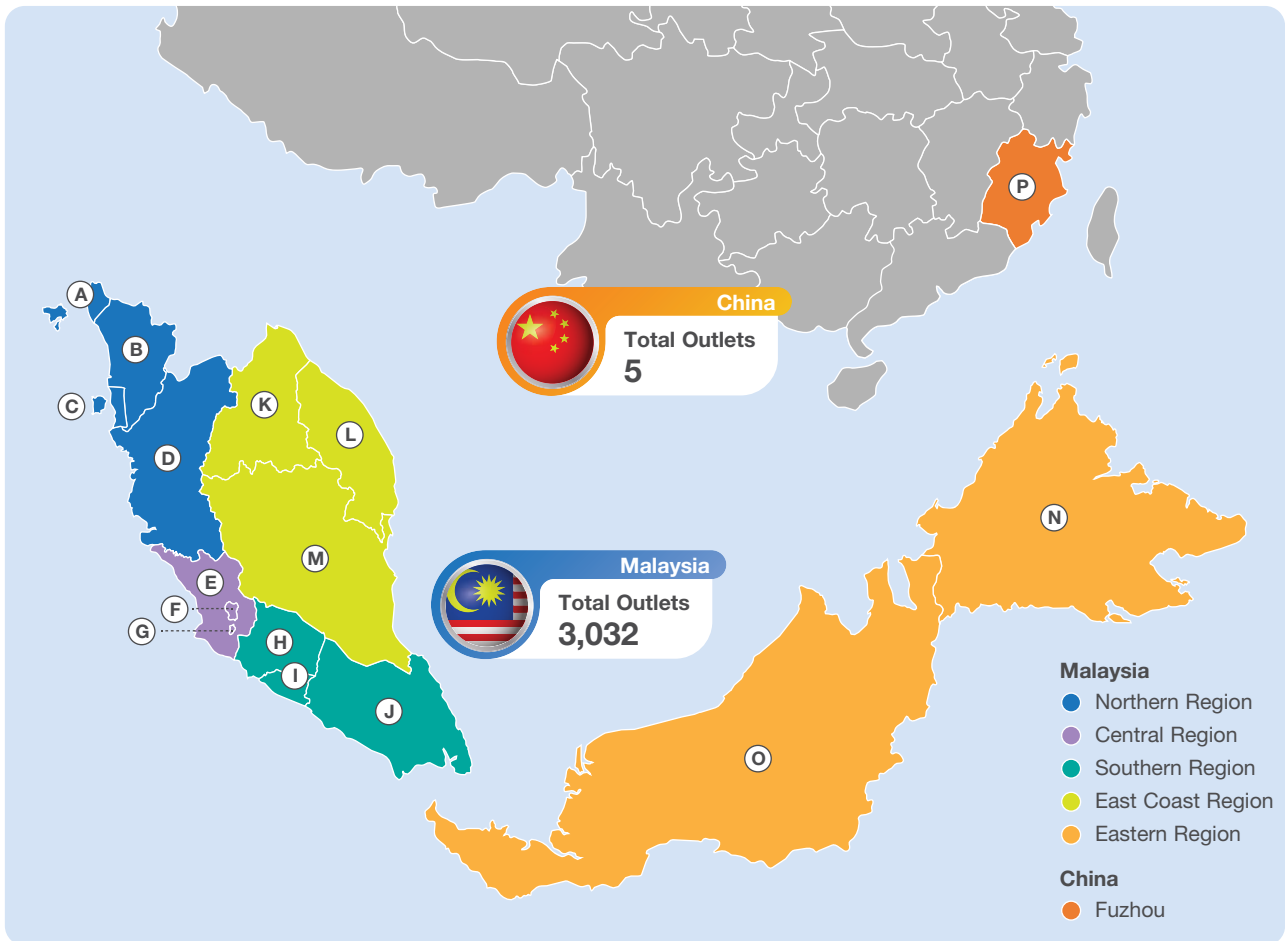 P
A
B
C
D
K
L
China
Total Outlets
5
M
E
F
G
H
I
J
Malaysia
Total Outlets
3,032
N
O
Malaysia
Northern Region
Central Region
Southern Region
East Coast Region
Eastern Region
China
Fuzhou